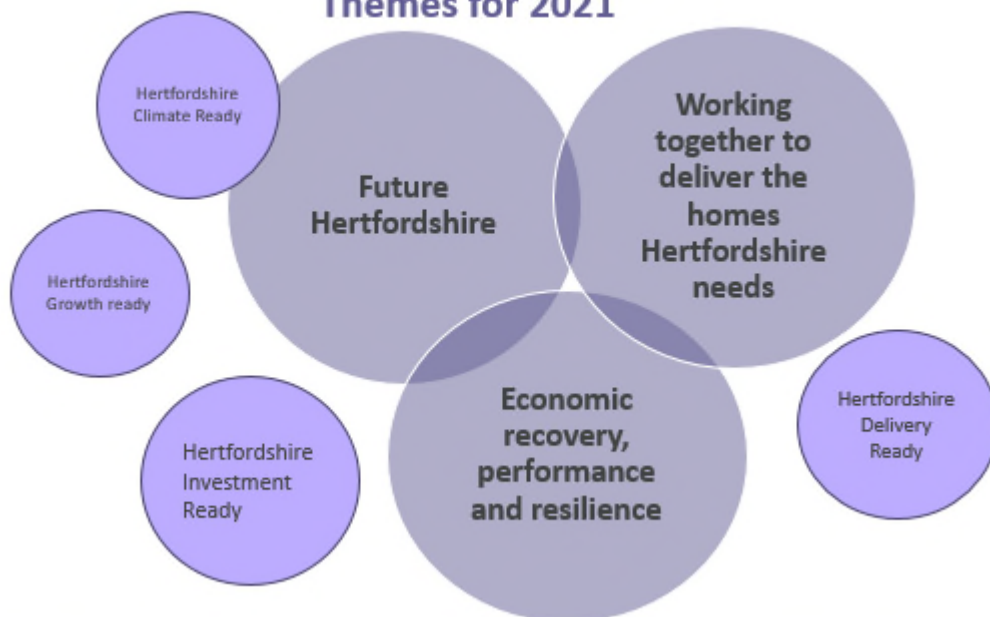 Themes for 2021
Hertfordshire
Climate Ready
Future
Hertfordshire
Working
together to
deliver the
homes
Hertfordshire
needs
Hertfordshire
Growth ready
Hertfordshire
Investment
Ready
Economic
recovery,
performance
and resilience
Hertfordshire
Delivery
Ready